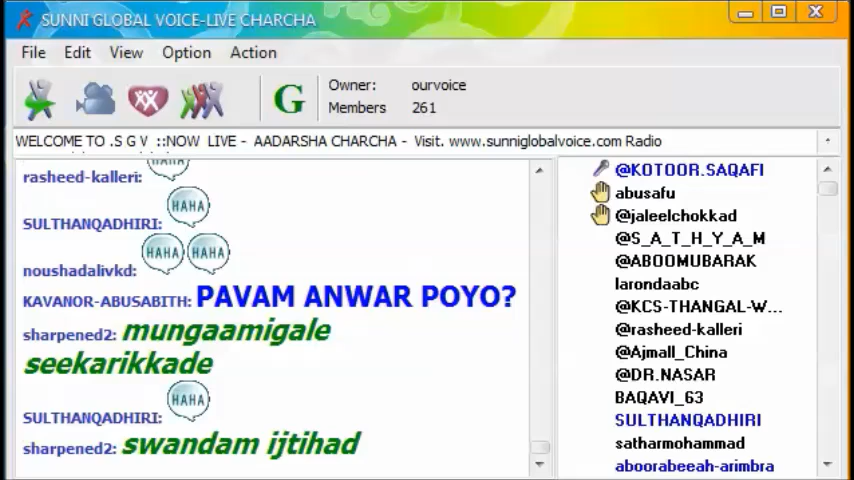 SUNNI GLOBAL VOICE-LIVE CHARCHA
File Edit View Option Action
G
Owner: ourvoice
Members 261
WELCOME TO .S G V ::NOW LIVE - AADARSHA CHARCHA - Visit. www.sunniglobalvoice.com Radio
rasheed-kalleri: HAHA
SULTHANQADHIRI: HAHA
noushadalivkd: HAHA HAHA
KAVANOR-ABUSABITH: PAVAM ANWAR POYO?
sharpened2: mungaamigale
seekarikkade
SULTHANQADHIRI: HAHA
sharpened2: swandam ijtihad
@KOTOOR.SAQAFI
abusafu
@jaleelchokkad
@S_A_T_H_Y_A_M
@ABOOMUBARAK
larondaabc
@KCS-THANGAL-W...
@rasheed-kalleri
@Ajmall_China
@DR.NASAR
BAQAVI_63
SULTHANQADHIRI
satharmohammad
aboorabeeah-arimbra